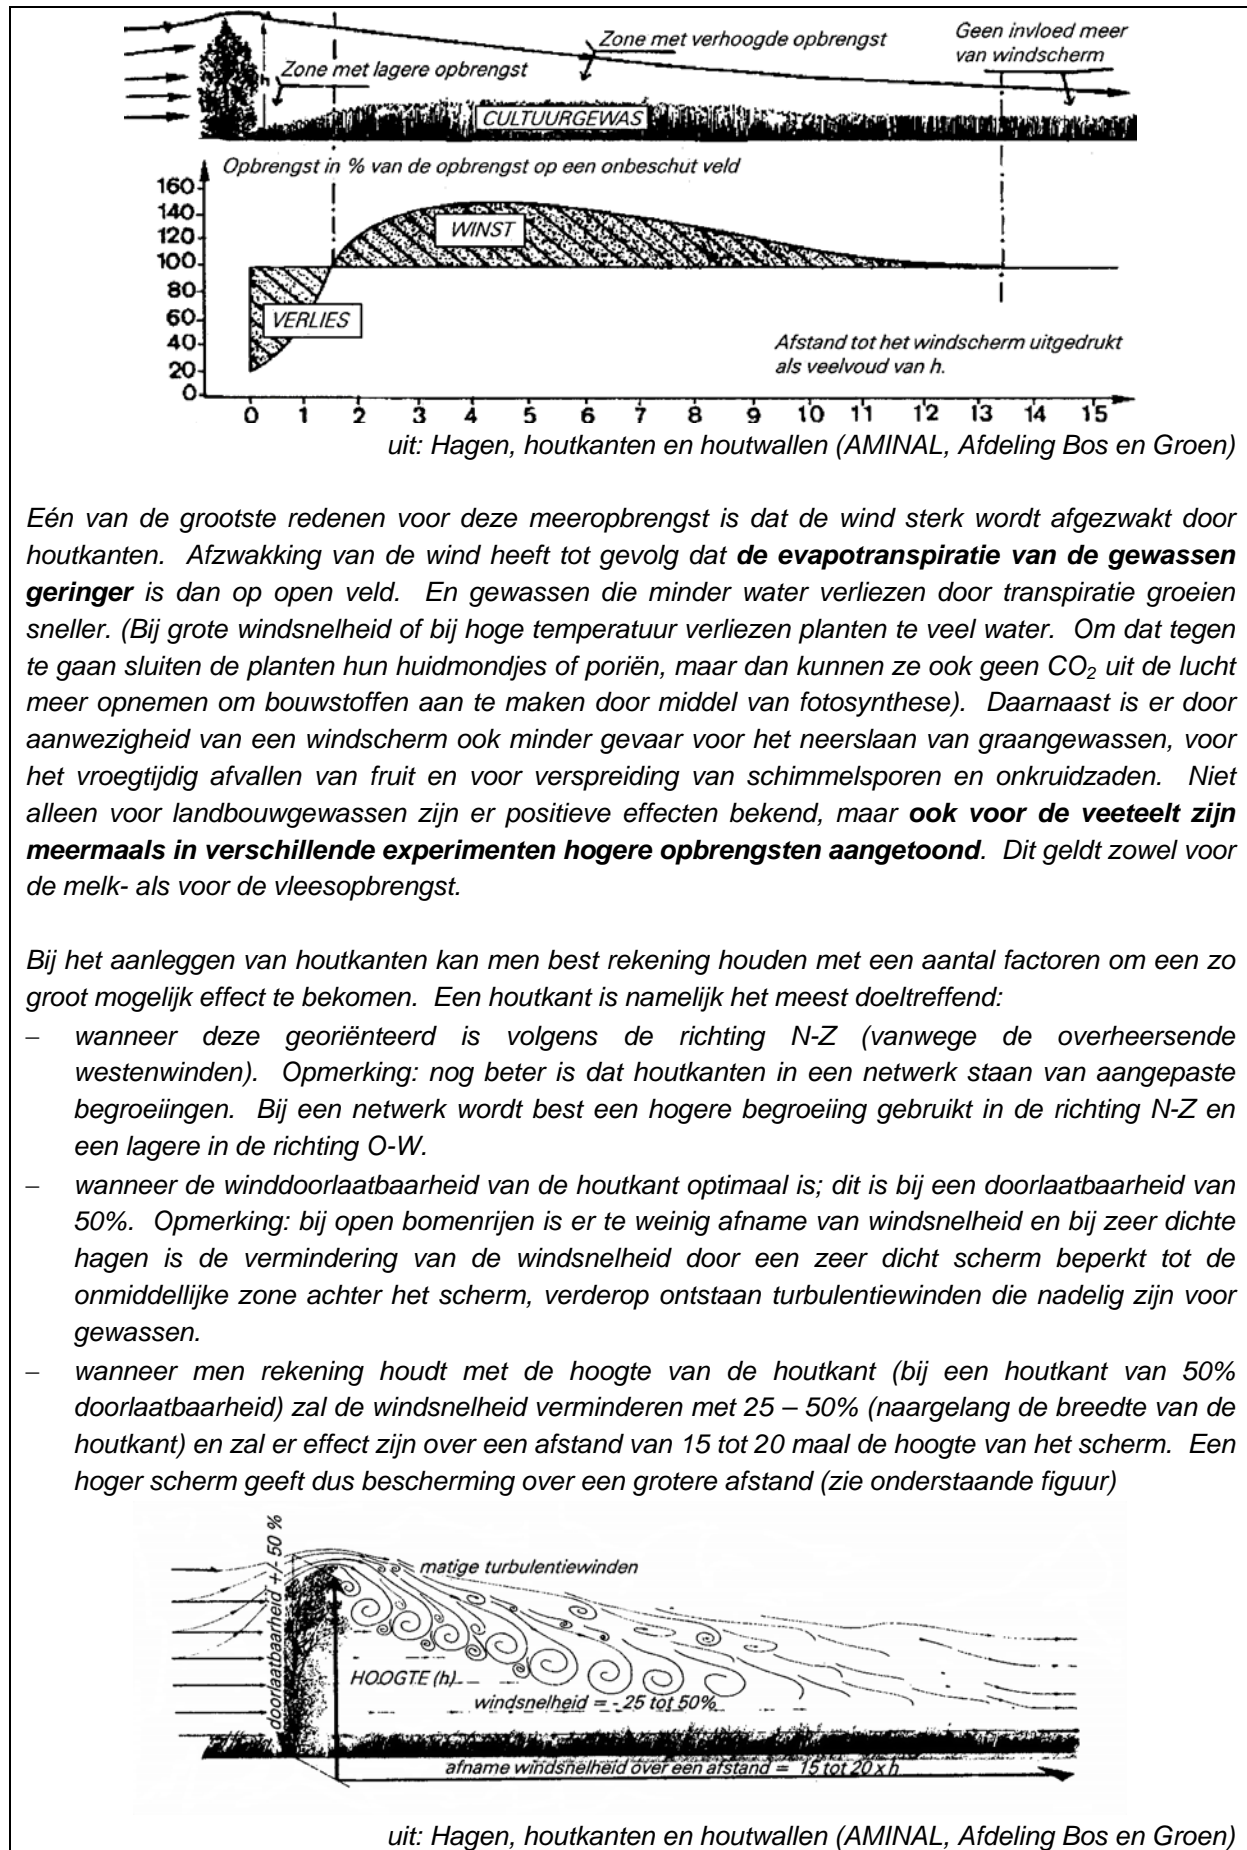 Zone met verhoogde opbrengst
Geen invloed meer
van windscherm
Zone met lagere opbrengst
h
CULTUURGEWAS
Opbrengst in % van de opbrengst op een onbeschut veld
160
140
120
100
80
60
40
20
0
WINST
VERLIES
Afstand tot het windscherm uitgedrukt
als veelvoud van h.
0 1 2 3 4 5 6 7 8 9 10 11 12 13 14 15
uit: Hagen, houtkanten en houtwallen (AMINAL, Afdeling Bos en Groen)
Eén van de grootste redenen voor deze meeropbrengst is dat de wind sterk wordt afgezwakt door
houtkanten. Afzwakking van de wind heeft tot gevolg dat de evapotranspiratie van de gewassen
geringer is dan op open veld. En gewassen die minder water verliezen door transpiratie groeien
sneller. (Bij grote windsnelheid of bij hoge temperatuur verliezen planten te veel water. Om dat tegen
te gaan sluiten de planten hun huidmondjes of poriën, maar dan kunnen ze ook geen CO2 uit de lucht
meer opnemen om bouwstoffen aan te maken door middel van fotosynthese). Daarnaast is er door
aanwezigheid van een windscherm ook minder gevaar voor het neerslaan van graangewassen, voor
het vroegtijdig afvallen van fruit en voor verspreiding van schimmelsporen en onkruidzaden. Niet
alleen voor landbouwgewassen zijn er positieve effecten bekend, maar ook voor de veeteelt zijn
meermaals in verschillende experimenten hogere opbrengsten aangetoond. Dit geldt zowel voor
de melk- als voor de vleesopbrengst.
Bij het aanleggen van houtkanten kan men best rekening houden met een aantal factoren om een zo
groot mogelijk effect te bekomen. Een houtkant is namelijk het meest doeltreffend:
– wanneer deze georiënteerd is volgens de richting N-Z (vanwege de overheersende
westenwinden). Opmerking: nog beter is dat houtkanten in een netwerk staan van aangepaste
begroeiingen. Bij een netwerk wordt best een hogere begroeiing gebruikt in de richting N-Z en
een lagere in de richting O-W.
– wanneer de winddoorlaatbaarheid van de houtkant optimaal is; dit is bij een doorlaatbaarheid van
50%. Opmerking: bij open bomenrijen is er te weinig afname van windsnelheid en bij zeer dichte
hagen is de vermindering van de windsnelheid door een zeer dicht scherm beperkt tot de
onmiddellijke zone achter het scherm, verderop ontstaan turbulentiewinden die nadelig zijn voor
gewassen.
– wanneer men rekening houdt met de hoogte van de houtkant (bij een houtkant van 50%
doorlaatbaarheid) zal de windsnelheid verminderen met 25 – 50% (naargelang de breedte van de
houtkant) en zal er effect zijn over een afstand van 15 tot 20 maal de hoogte van het scherm. Een
hoger scherm geeft dus bescherming over een grotere afstand (zie onderstaande figuur)
doorlaatbaarheid +/- 50 %
matige turbulentiewinden
HOOGTE (h)
windsnelheid = - 25 tot 50%
afname windsnelheid over een afstand = 15 tot 20 x h
uit: Hagen, houtkanten en houtwallen (AMINAL, Afdeling Bos en Groen)